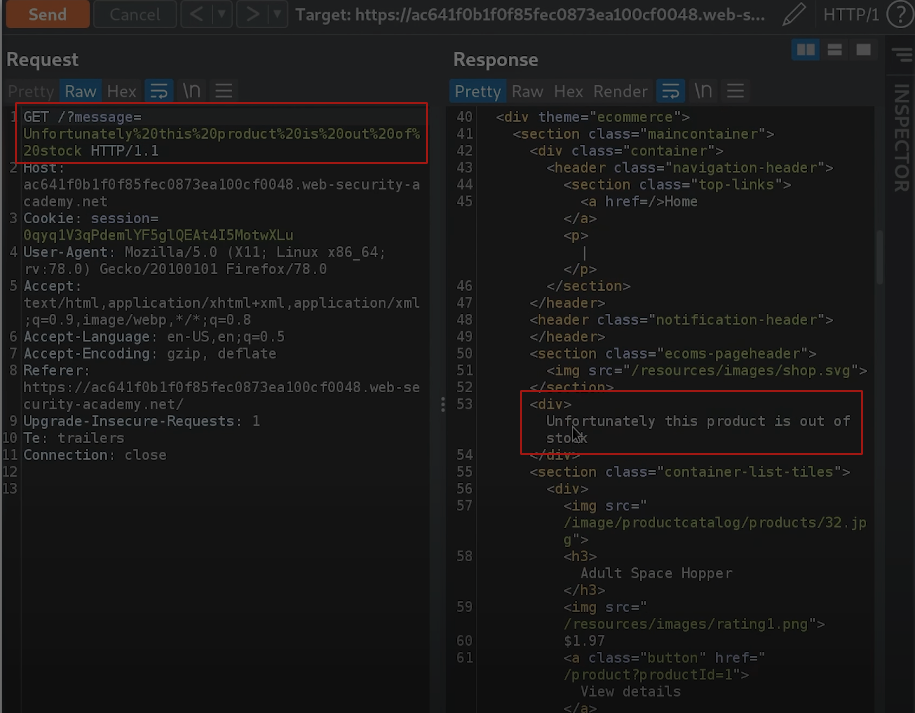 Send Cancel < > Target: https://ac641f0b1f0f85fec0873ea100cf0048.web-s... HTTP/1 ?
Request
Pretty Raw Hex \n
1 GET /?message=
Unfortunately%20this%20product%20is%20out%20of%
20stock HTTP/1.1
2 Host:
ac641f0b1f0f85fec0873ea100cf0048.web-security-a
cademy.net
3 Cookie: session=
0qyq1V3qPdemlYF5glQEAt4I5MotwXLu
4 User-Agent: Mozilla/5.0 (X11; Linux x86_64;
rv:78.0) Gecko/20100101 Firefox/78.0
5 Accept:
text/html,application/xhtml+xml,application/xml
;q=0.9,image/webp,*/*;q=0.8
6 Accept-Language: en-US,en;q=0.5
7 Accept-Encoding: gzip, deflate
8 Referer:
https://ac641f0b1f0f85fec0873ea100cf0048.web-se
curity-academy.net/
9 Upgrade-Insecure-Requests: 1
10 Te: trailers
11 Connection: close
12
13
Response
Pretty Raw Hex Render \n
40 <div theme="ecommerce">
41 <section class="maincontainer">
42 <div class="container">
43 <header class="navigation-header">
44 <section class="top-links">
45 <a href=/>Home
</a>
<p>
|
</p>
46 </section>
47 </header>
48 <header class="notification-header">
49 </header>
50 <section class="ecoms-pageheader">
51 <img src="/resources/images/shop.svg">
52 </section>
53 <div>
Unfortunately this product is out of
stock
54 </div>
55 <section class="container-list-tiles">
56 <div>
57 <img src="
/image/productcatalog/products/32.jp
g">
58 <h3>
Adult Space Hopper
</h3>
59 <img src="
/resources/images/rating1.png">
60 $1.97
61 <a class="button" href="
/product?productId=1">
View details
</a>
INSPECTOR